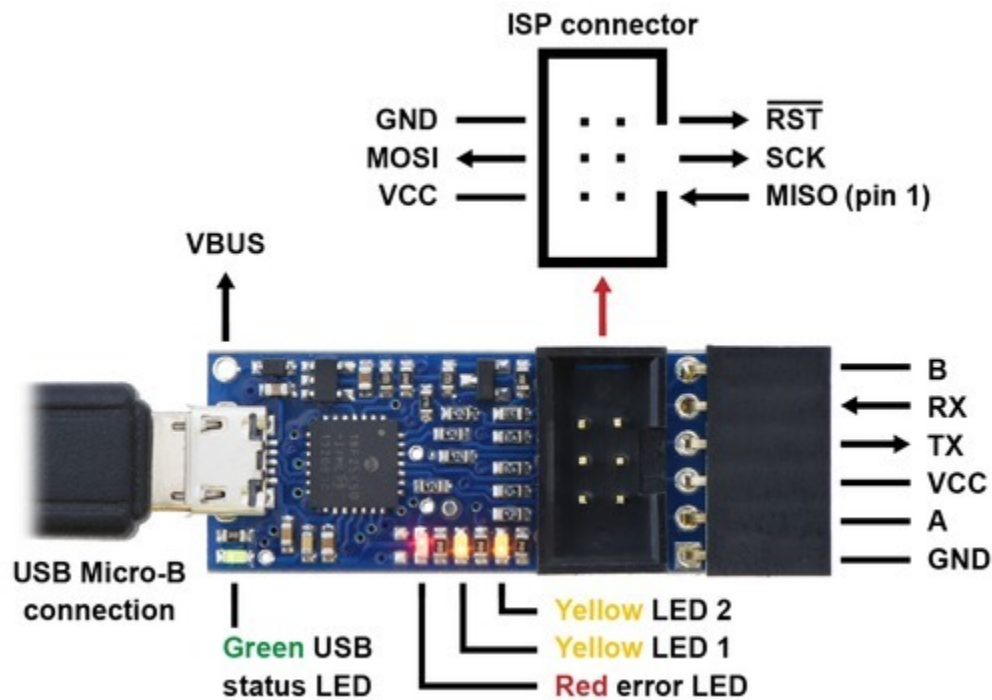 ISP connector
GND
MOSI
VCC
RST
SCK
MISO (pin 1)
VBUS
B
RX
TX
VCC
A
GND
USB Micro-B
connection
Green USB
status LED
Yellow LED 2
Yellow LED 1
Red error LED